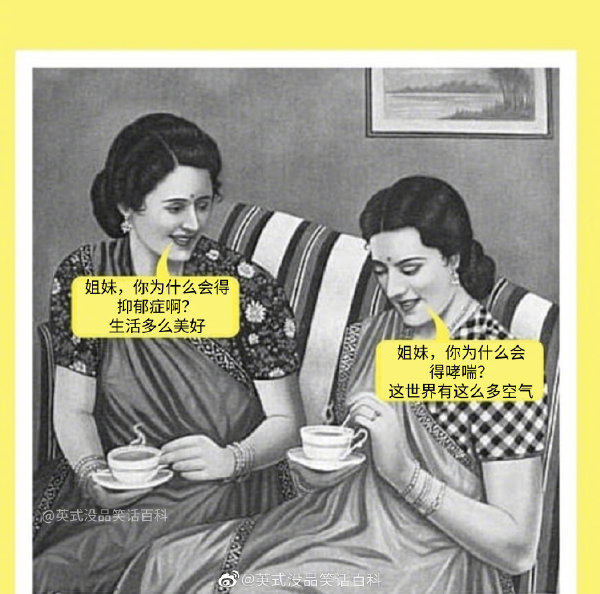 姐妹，你为什么会得
抑郁症啊？
生活多么美好
姐妹，你为什么会
得哮喘？
这世界有这么多空气
@英式没品笑话百科
@英式没品笑话百科